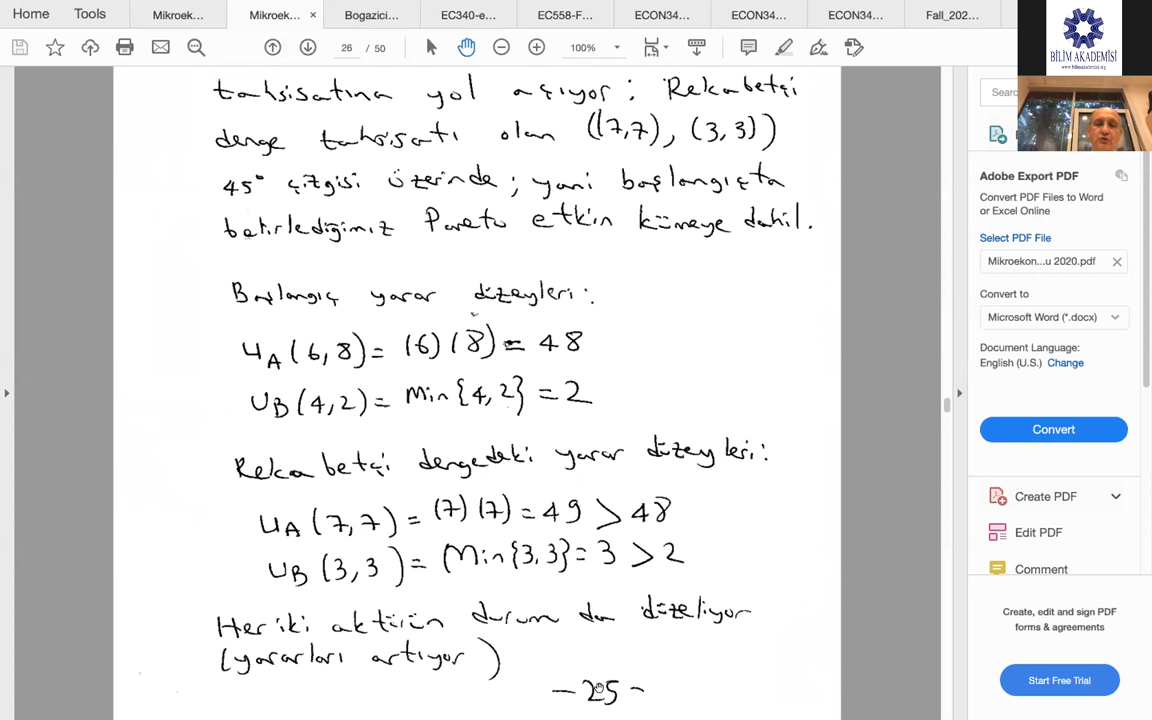 Home
Tools
Mikroek...
Mikroek... ×
Bogazici...
EC340-e...
EC558-F...
ECON34...
ECON34...
ECON34...
Fall_202...
26 / 50
100%
BİLİM AKADEMİSİ
www.bilimakademisi.org
tahsisatına yol açıyor; Rekabetçi
denge tahsisatı olan ((7,7), (3,3))
45° çizgisi üzerinde; yani başlangıçta
belirlediğimiz Pareto etkin kümeye dahil.
Başlangıç yarar düzeyleri:
UA(6,8) = (6)(8) = 48
UB(4,2) = Min{4,2} = 2
Rekabetçi dengedeki yarar düzeyleri:
UA(7,7) = (7)(7) = 49 > 48
UB(3,3) = Min{3,3} = 3 > 2
Her iki aktörün durumu da düzeliyor
(yararları artıyor)
-25-
Searc
Adobe Export PDF
Convert PDF Files to Word
or Excel Online
Select PDF File
Mikroekon...u 2020.pdf ×
Convert to
Microsoft Word (*.docx)
Document Language:
English (U.S.) Change
Convert
Create PDF
Edit PDF
Comment
Create, edit and sign PDF
forms & agreements
Start Free Trial